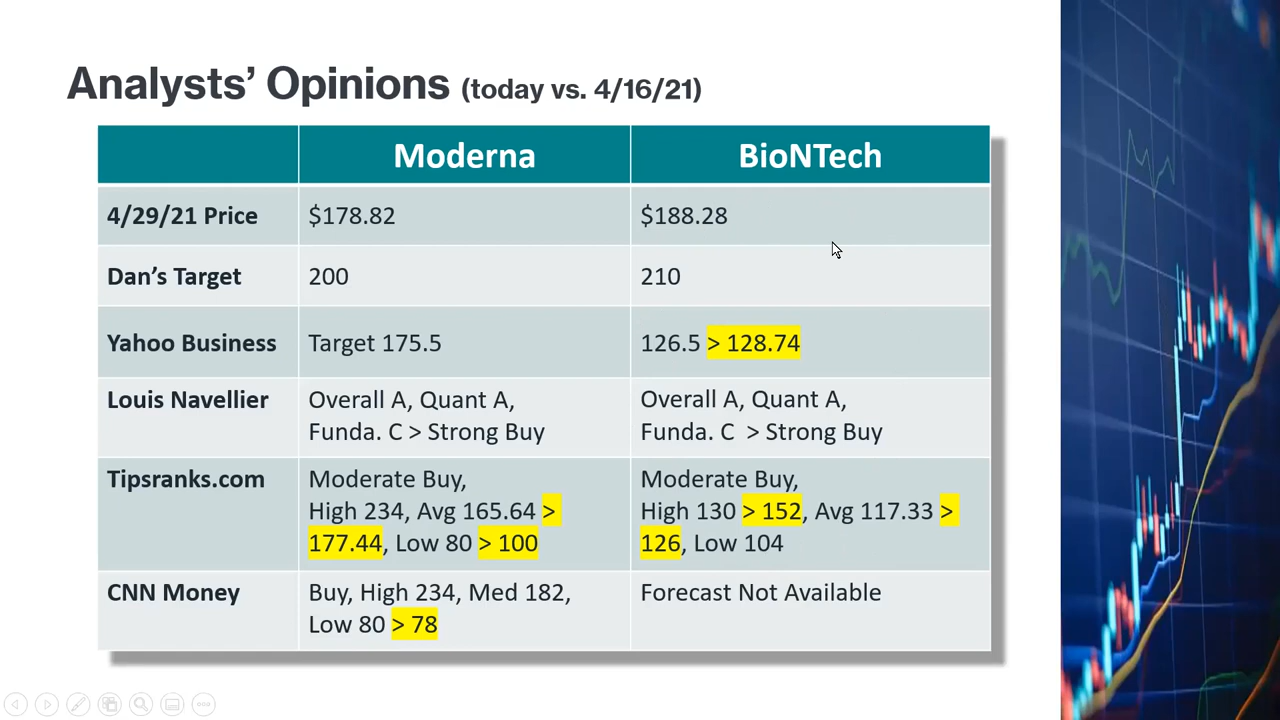 Analysts’ Opinions (today vs. 4/16/21)
Moderna
BioNTech
4/29/21 Price
$178.82
$188.28
Dan’s Target
200
210
Yahoo Business
Target 175.5
126.5 > 128.74
Louis Navellier
Overall A, Quant A,
Funda. C > Strong Buy
Overall A, Quant A,
Funda. C  > Strong Buy
Tipsranks.com
Moderate Buy,
High 234, Avg 165.64 >
177.44, Low 80 > 100
Moderate Buy,
High 130 > 152, Avg 117.33 >
126, Low 104
CNN Money
Buy, High 234, Med 182,
Low 80 > 78
Forecast Not Available